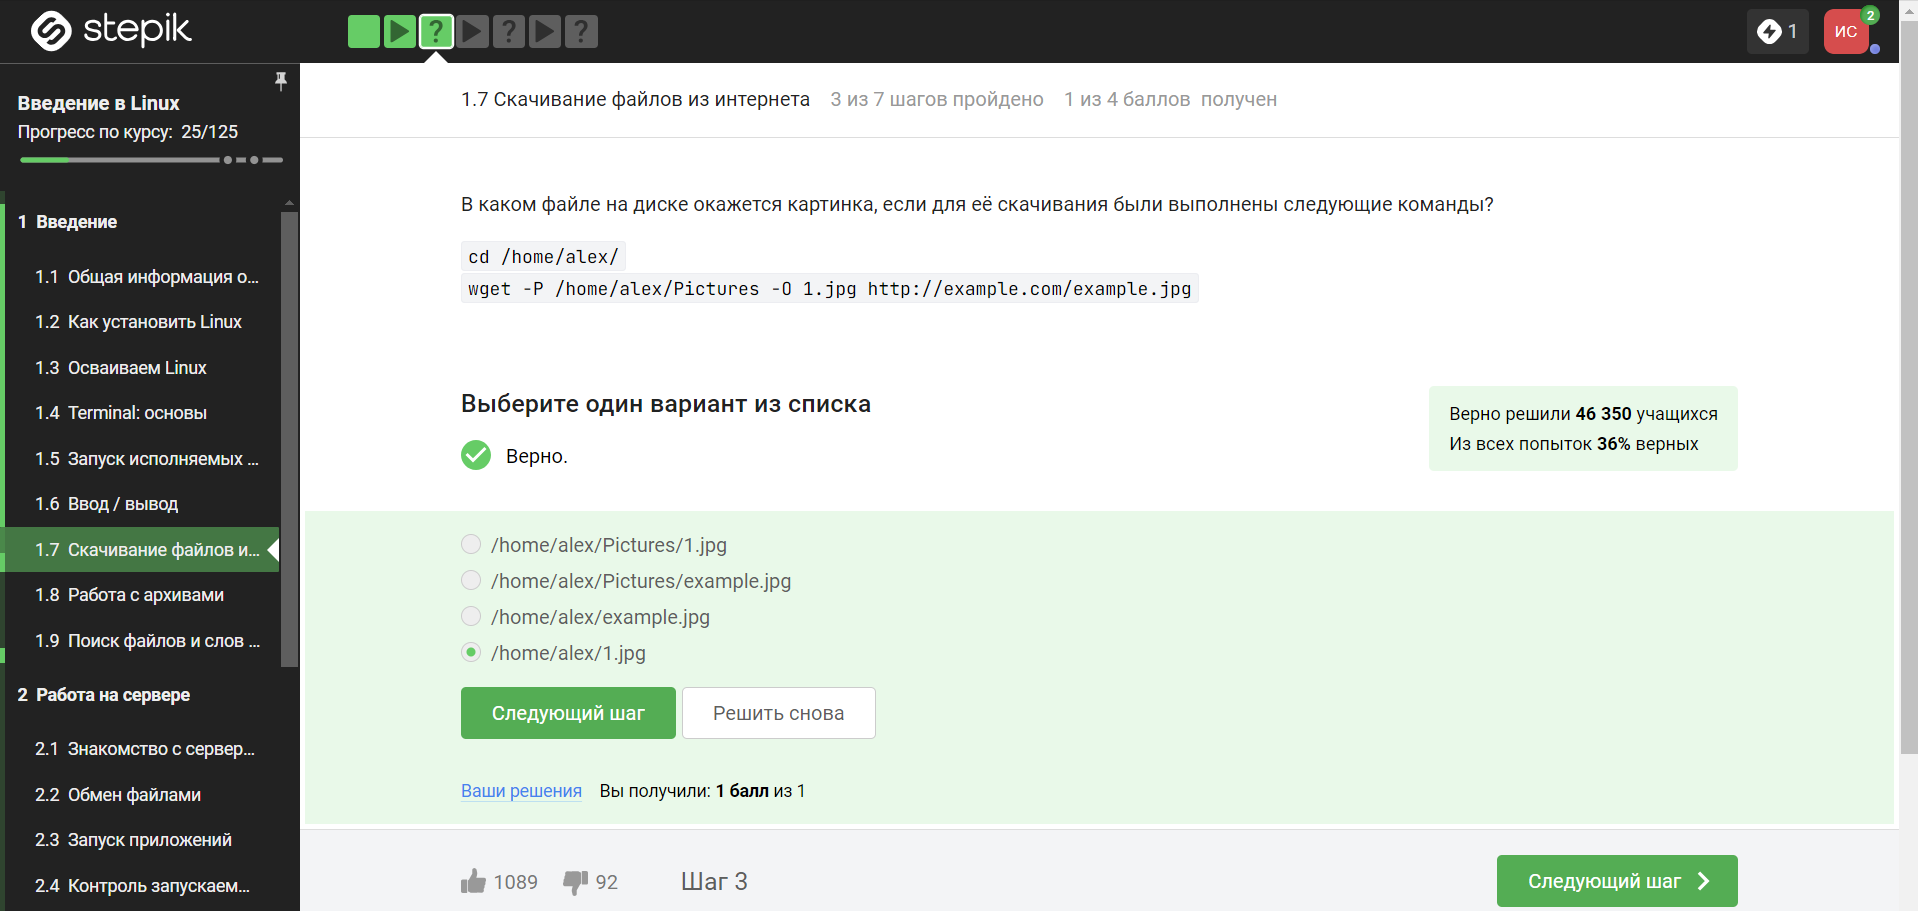 stepik
1
ИС
2
Введение в Linux
Прогресс по курсу: 25/125
1 Введение
1.1 Общая информация о...
1.2 Как установить Linux
1.3 Осваиваем Linux
1.4 Terminal: основы
1.5 Запуск исполняемых ...
1.6 Ввод / вывод
1.7 Скачивание файлов и...
1.8 Работа с архивами
1.9 Поиск файлов и слов ...
2 Работа на сервере
2.1 Знакомство с сервер...
2.2 Обмен файлами
2.3 Запуск приложений
2.4 Контроль запускаем...
1.7 Скачивание файлов из интернета 3 из 7 шагов пройдено 1 из 4 баллов получен
В каком файле на диске окажется картинка, если для её скачивания были выполнены следующие команды?
cd /home/alex/
wget -P /home/alex/Pictures -O 1.jpg http://example.com/example.jpg
Выберите один вариант из списка
Верно.
Верно решили 46 350 учащихся
Из всех попыток 36% верных
/home/alex/Pictures/1.jpg
/home/alex/Pictures/example.jpg
/home/alex/example.jpg
/home/alex/1.jpg
Следующий шаг
Решить снова
Ваши решения Вы получили: 1 балл из 1
1089 92 Шаг 3
Следующий шаг